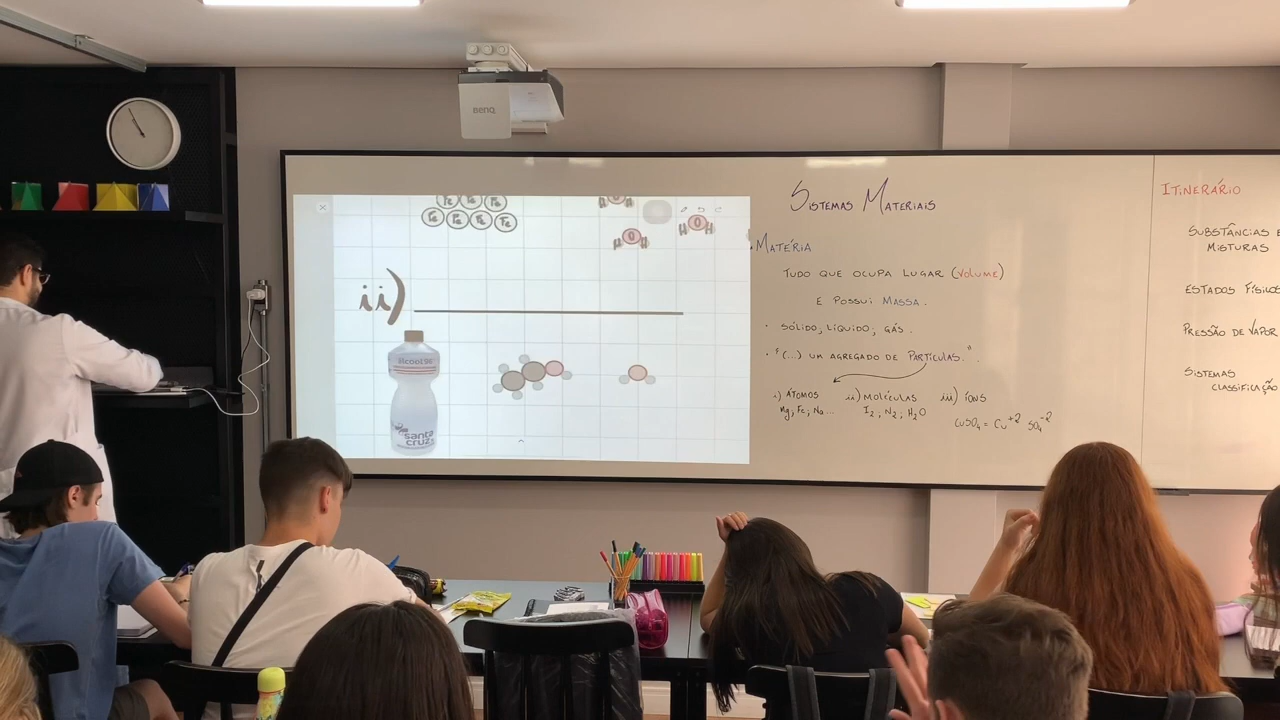 BENQ
Fe Fe Fe
Fe Fe Fe Fe
H O H
H O H
H O H
ii)
álcool96°
santa
cruz
SISTEMAS MATERIAIS
• MATÉRIA
TUDO QUE OCUPA LUGAR (VOLUME)
E POSSUI MASSA.
• SÓLIDO; LÍQUIDO; GÁS.
• "(...) UM AGREGADO DE PARTÍCULAS."
i) ÁTOMOS ii) MOLÉCULAS iii) ÍONS
Mg; Fe; Na... I2; N2; H2O CuSO4 = Cu+2 SO4-2
ITINERÁRIO
SUBSTÂNCIAS E
MISTURAS
ESTADOS FÍSICOS
PRESSÃO DE VAPOR
SISTEMAS
CLASSIFICAÇÃO